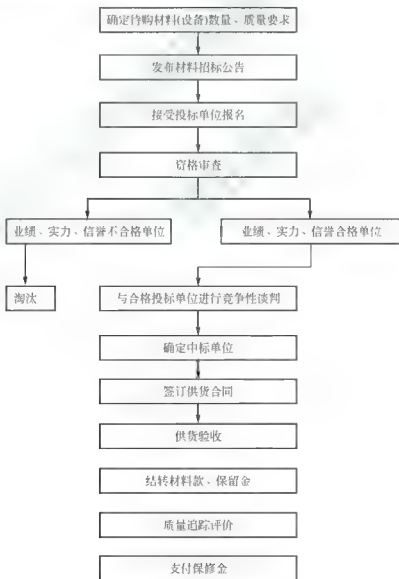 确定待购材料(设备)数量、质量要求
发布材料招标公告
接受投标单位报名
资格审查
业绩、实力、信誉不合格单位
业绩、实力、信誉合格单位
淘汰
与合格投标单位进行竞争性谈判
确定中标单位
签订供货合同
供货验收
结转材料款、保留金
质量追踪评价
支付保修金